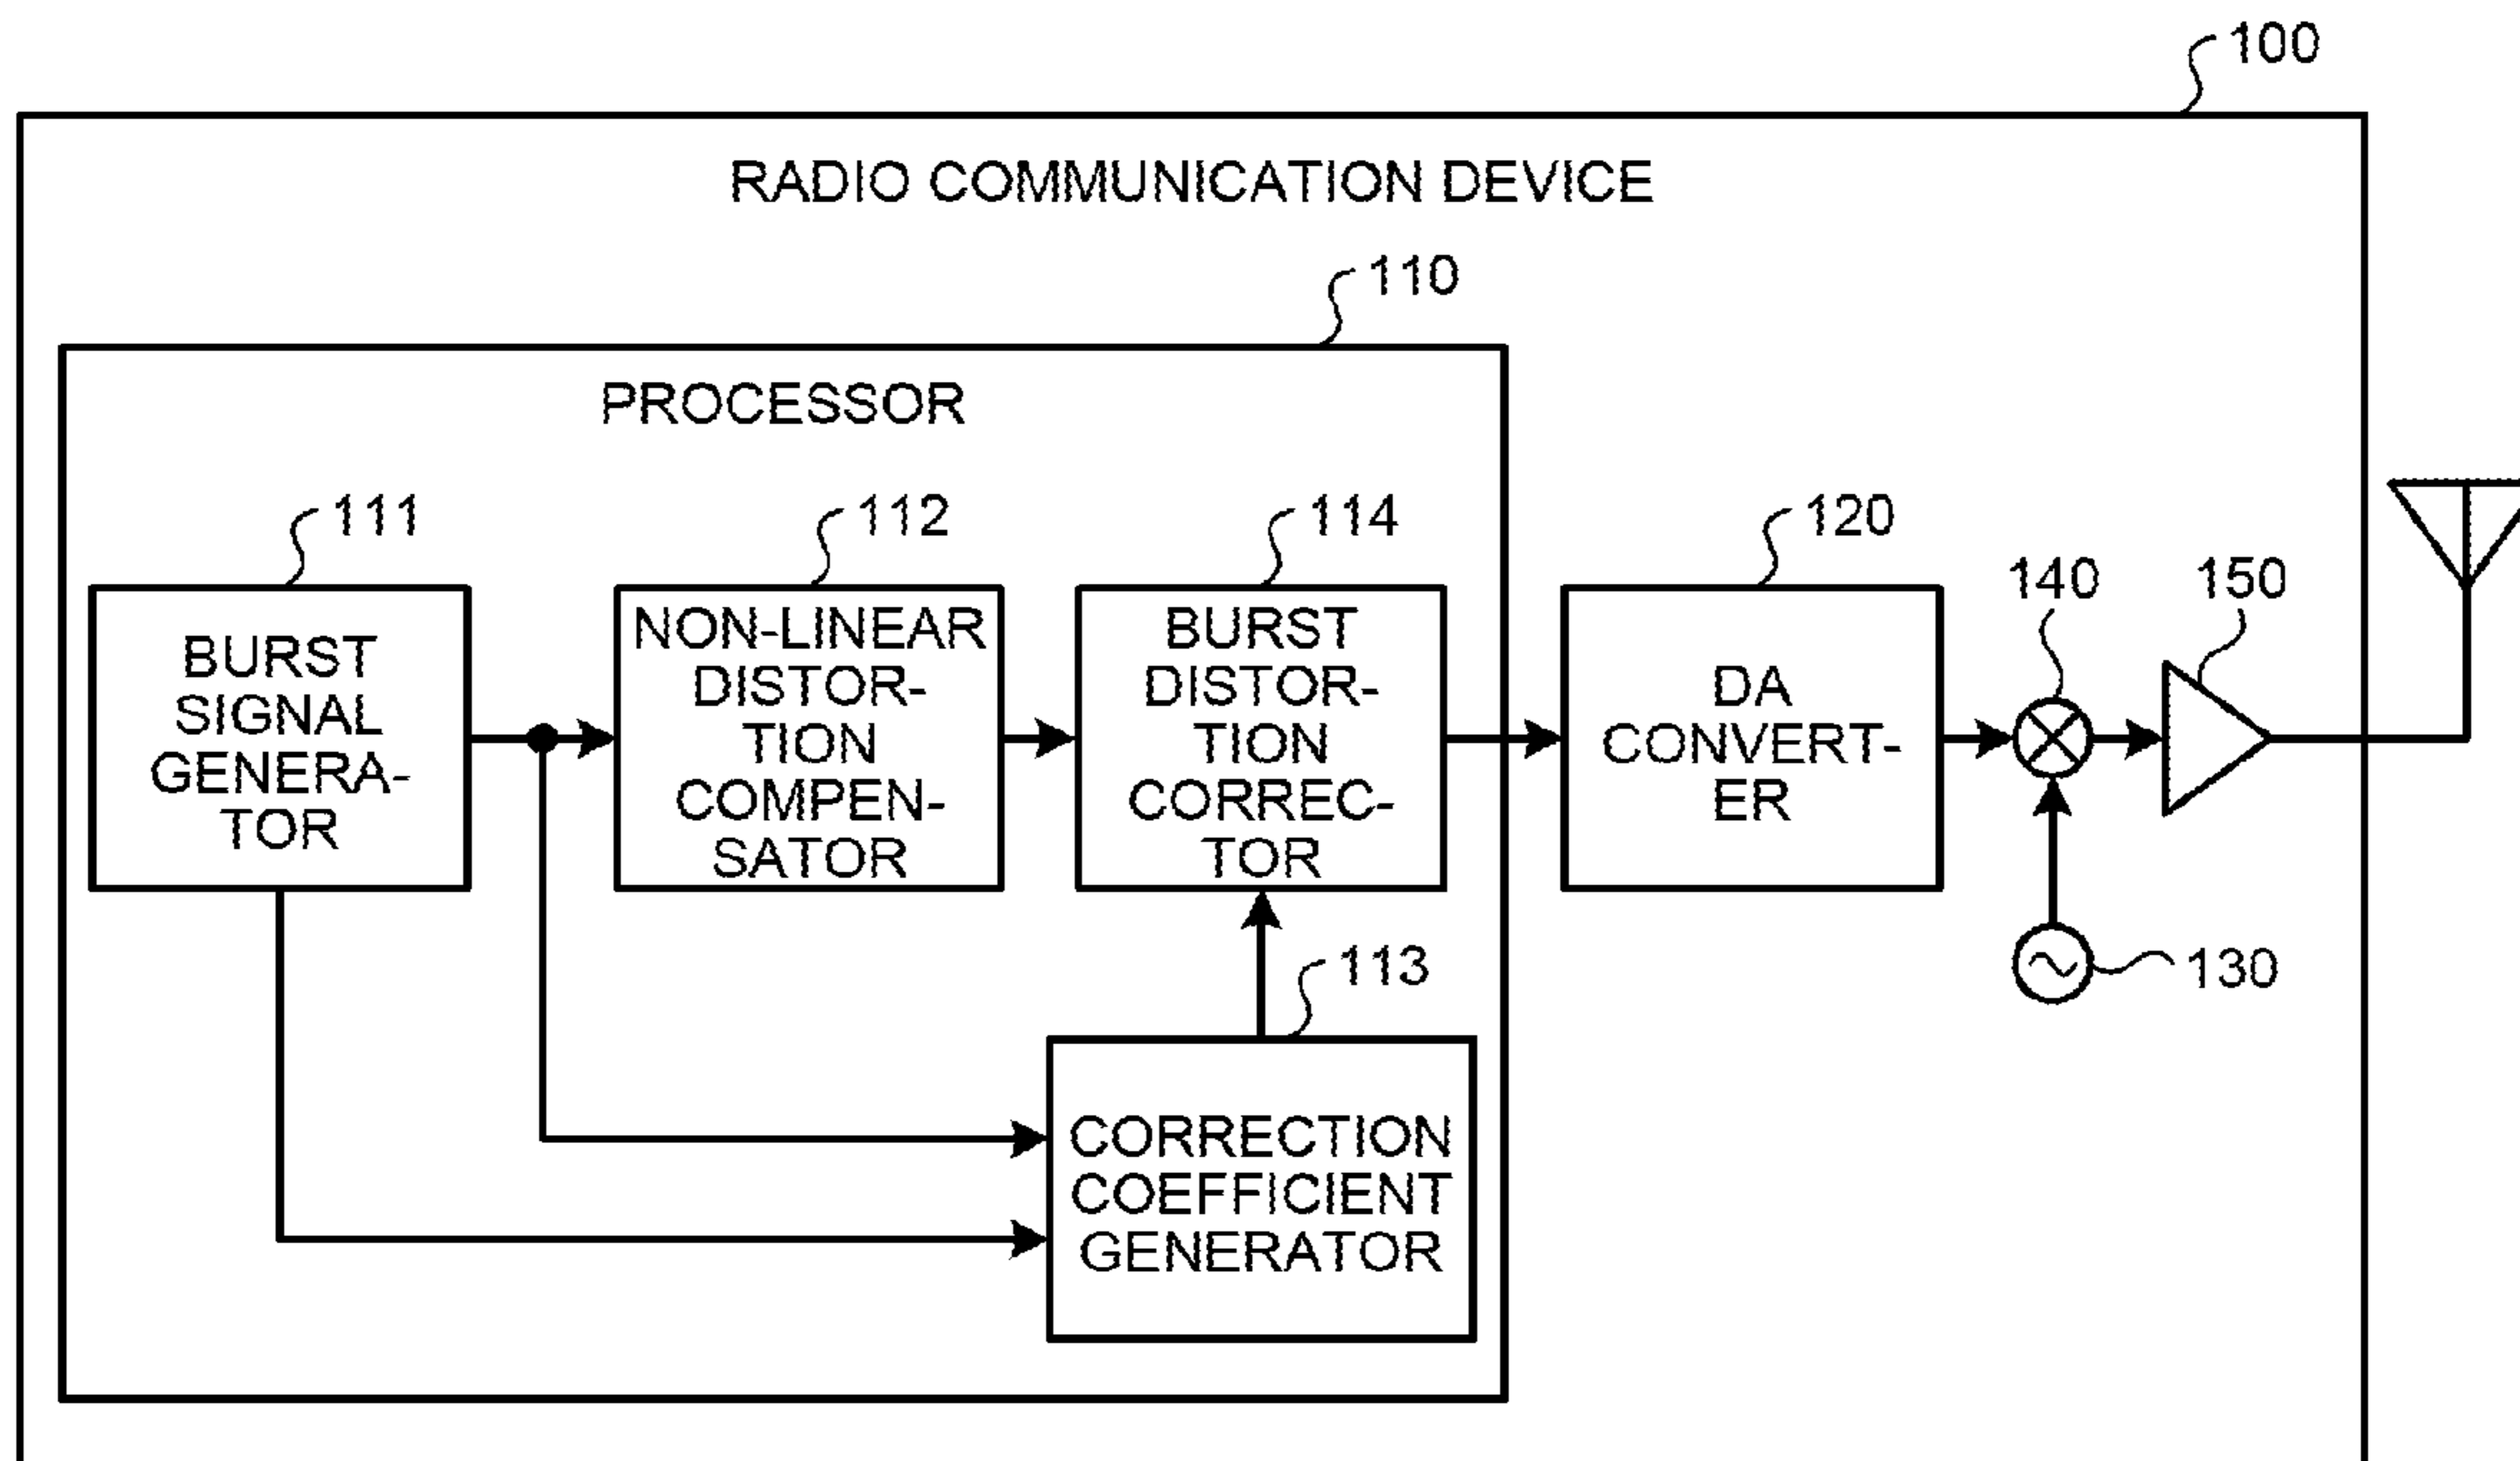 100
RADIO COMMUNICATION DEVICE
110
PROCESSOR
111
112
114
120
140
150
BURST
SIGNAL
GENERA-
TOR
NON-LINEAR
DISTOR-
TION
COMPEN-
SATOR
BURST
DISTOR-
TION
CORREC-
TOR
DA
CONVERT-
ER
113
130
CORRECTION
COEFFICIENT
GENERATOR